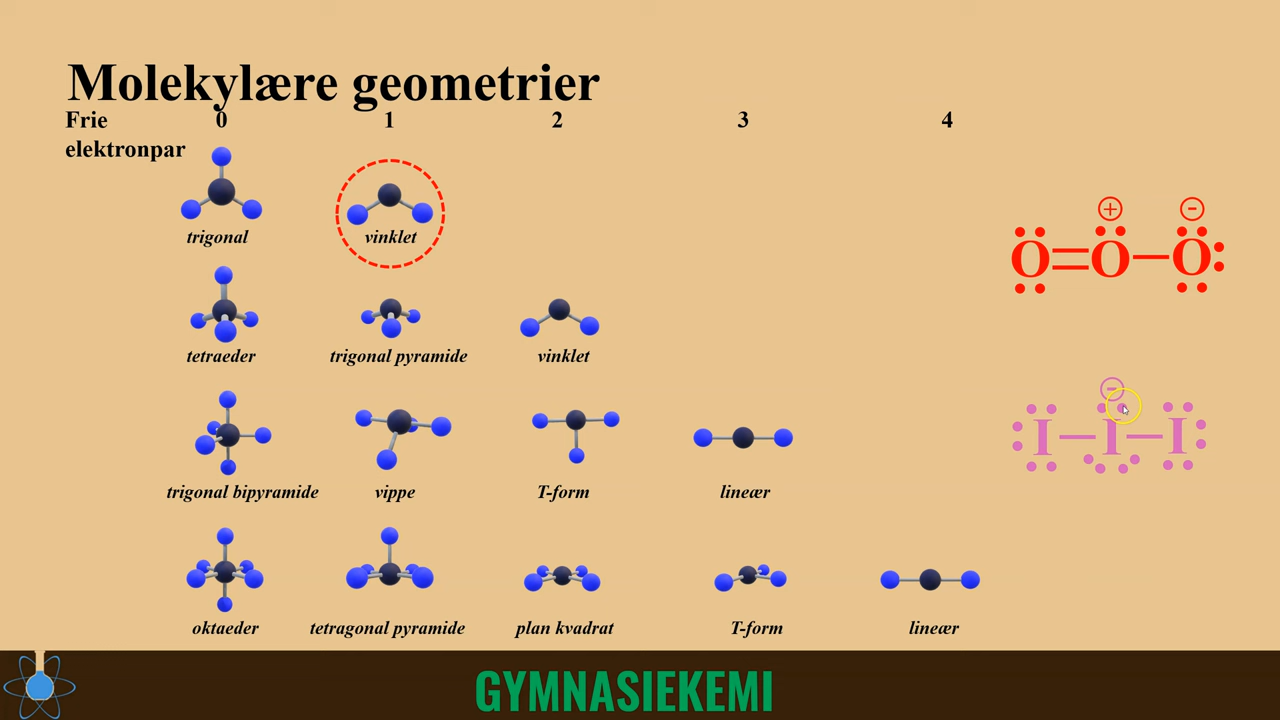 Molekylære geometrier
Frie elektronpar
0 1 2 3 4
trigonal vinklet
tetraeder trigonal pyramide vinklet
trigonal bipyramide vippe T-form lineær
oktaeder tetragonal pyramide plan kvadrat T-form lineær
+ -
O=O-O
-
I-I-I
GYMNASIEKEMI